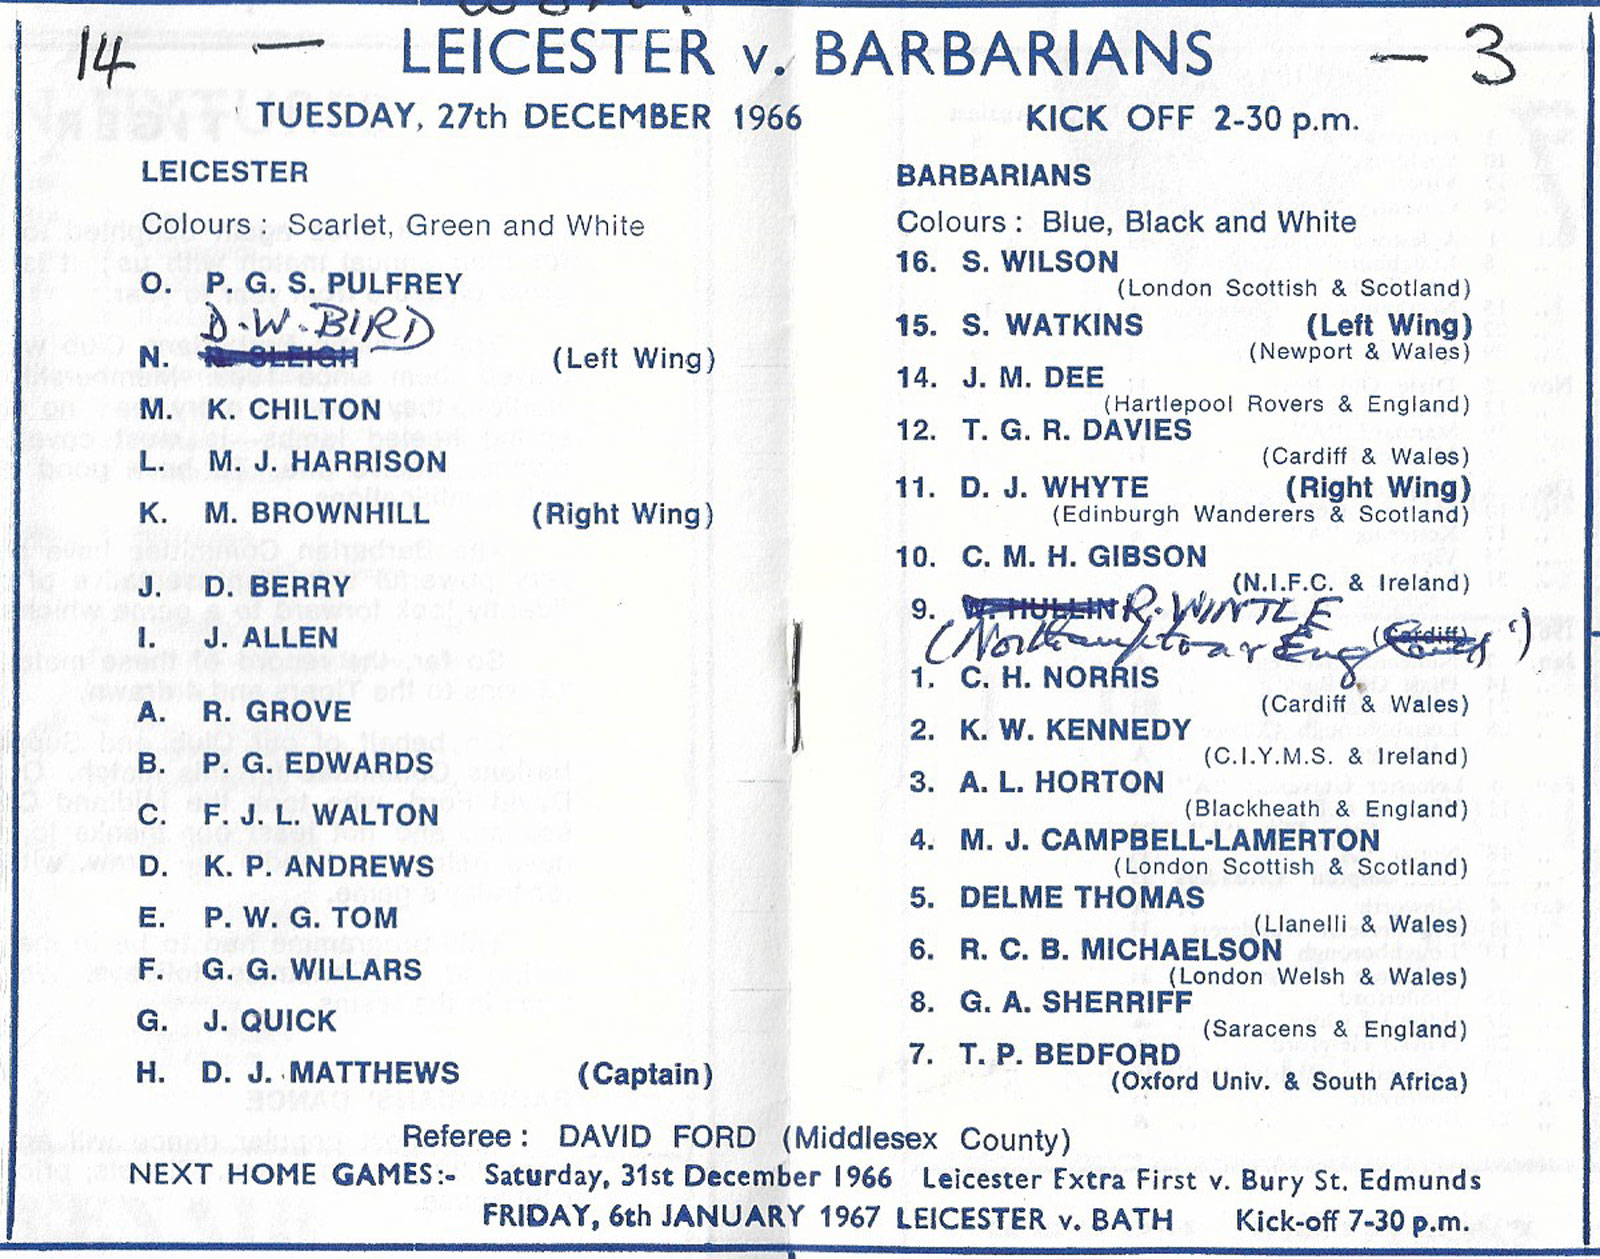 14 — LEICESTER v. BARBARIANS — 3
TUESDAY, 27th DECEMBER 1966 KICK OFF 2-30 p.m.
LEICESTER
Colours : Scarlet, Green and White
O. P. G. S. PULFREY
D.W. BIRD
N. N. SLEIGH (Left Wing)
M. K. CHILTON
L. M. J. HARRISON
K. M. BROWNHILL (Right Wing)
J. D. BERRY
I. J. ALLEN
A. R. GROVE
B. P. G. EDWARDS
C. F. J. L. WALTON
D. K. P. ANDREWS
E. P. W. G. TOM
F. G. G. WILLARS
G. J. QUICK
H. D. J. MATTHEWS (Captain)
BARBARIANS
Colours : Blue, Black and White
16. S. WILSON
(London Scottish & Scotland)
15. S. WATKINS (Left Wing)
(Newport & Wales)
14. J. M. DEE
(Hartlepool Rovers & England)
12. T. G. R. DAVIES
(Cardiff & Wales)
11. D. J. WHYTE (Right Wing)
(Edinburgh Wanderers & Scotland)
10. C. M. H. GIBSON
(N.I.F.C. & Ireland)
9. W. HULLIN R. WINTLE
(Cardiff)
(Northampton & England)
1. C. H. NORRIS
(Cardiff & Wales)
2. K. W. KENNEDY
(C.I.Y.M.S. & Ireland)
3. A. L. HORTON
(Blackheath & England)
4. M. J. CAMPBELL-LAMERTON
(London Scottish & Scotland)
5. DELME THOMAS
(Llanelli & Wales)
6. R. C. B. MICHAELSON
(London Welsh & Wales)
8. G. A. SHERRIFF
(Saracens & England)
7. T. P. BEDFORD
(Oxford Univ. & South Africa)
Referee : DAVID FORD (Middlesex County)
NEXT HOME GAMES:- Saturday, 31st December 1966 Leicester Extra First v. Bury St. Edmunds
FRIDAY, 6th JANUARY 1967 LEICESTER v. BATH Kick-off 7-30 p.m.